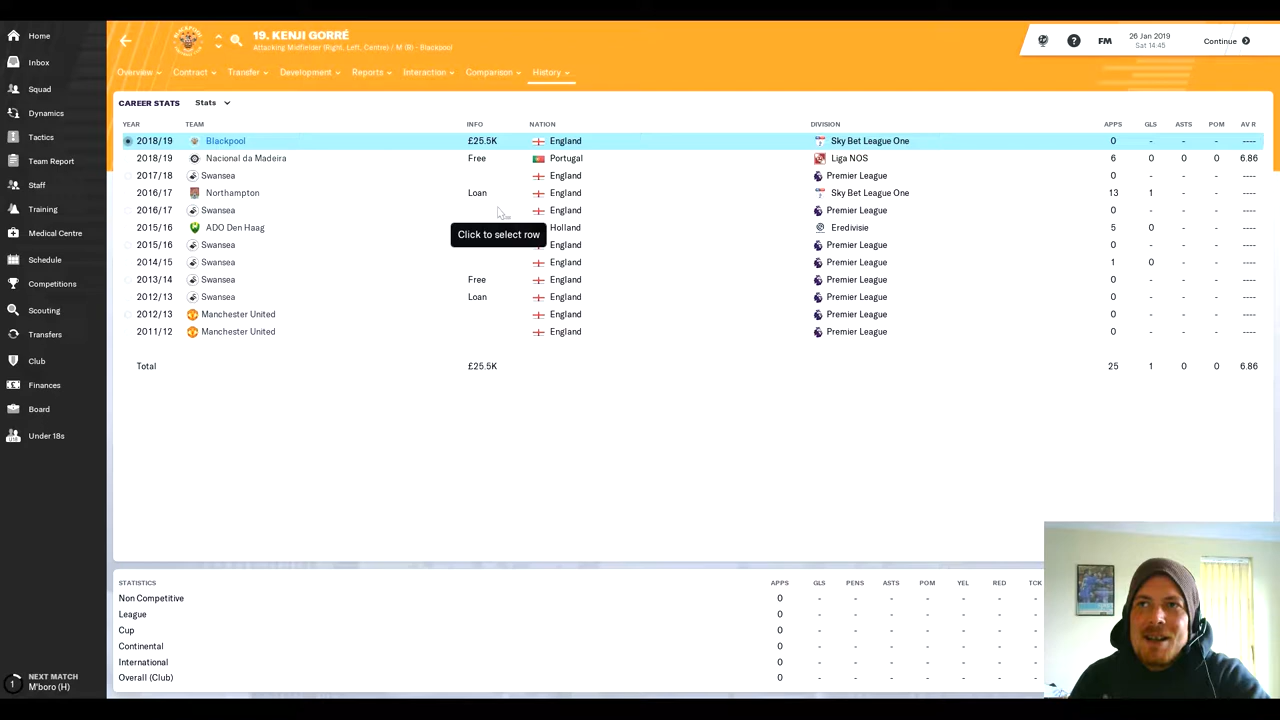 Home
Inbox
Squad
Dynamics
Tactics
Team Report
Staff
Training
Medical Centre
Schedule
Competitions
Scouting
Transfers
Club
Finances
Board
U18 Under 18s
1 NEXT MATCH
M'boro (H)
19. KENJI GORRÉ
Attacking Midfielder (Right, Left, Centre) / M (R) - Blackpool
? FM 26 Jan 2019 Continue
Sat 14:45
Overview Contract Transfer Development Reports Interaction Comparison History
CAREER STATS Stats
YEAR TEAM INFO NATION DIVISION APPS GLS ASTS POM AV R
2018/19 Blackpool £25.5K England Sky Bet League One 0 - - - ----
2018/19 Nacional da Madeira Free Portugal Liga NOS 6 0 0 0 6.86
2017/18 Swansea England Premier League 0 - - - ----
2016/17 Northampton Loan England Sky Bet League One 13 1 - - ----
2016/17 Swansea England Premier League 0 - - - ----
2015/16 ADO Den Haag Holland Eredivisie 5 0 - - ----
2015/16 Swansea England Premier League 0 - - - ----
2014/15 Swansea England Premier League 1 0 - - ----
2013/14 Swansea Free England Premier League 0 - - - ----
2012/13 Swansea Loan England Premier League 0 - - - ----
2012/13 Manchester United England Premier League 0 - - - ----
2011/12 Manchester United England Premier League 0 - - - ----
Click to select row
Total £25.5K 25 1 0 0 6.86
STATISTICS APPS GLS PENS ASTS POM YEL RED TCK
Non Competitive 0 - - - - - - -
League 0 - - - - - - -
Cup 0 - - - - - - -
Continental 0 - - - - - - -
International 0 - - - - - - -
Overall (Club) 0 - - - - - - -